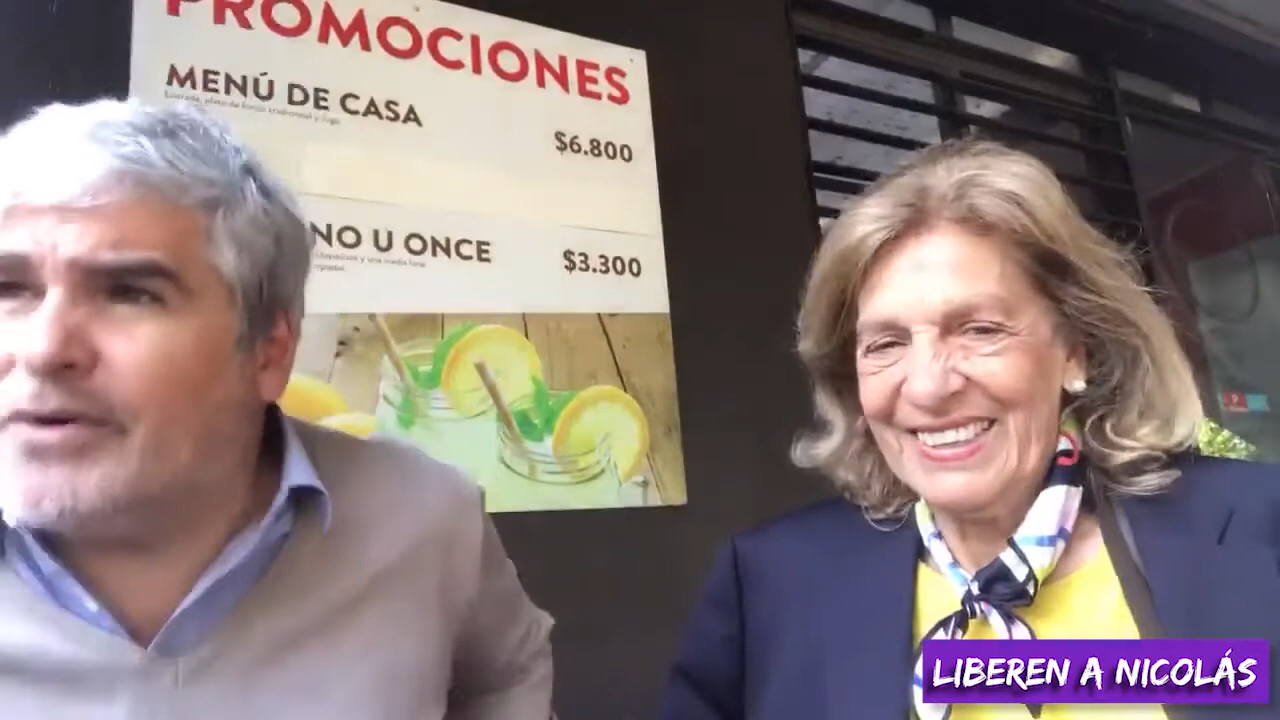 PROMOCIONES
MENÚ DE CASA
$6.800
NO U ONCE
$3.300
LIBEREN A NICOLÁS